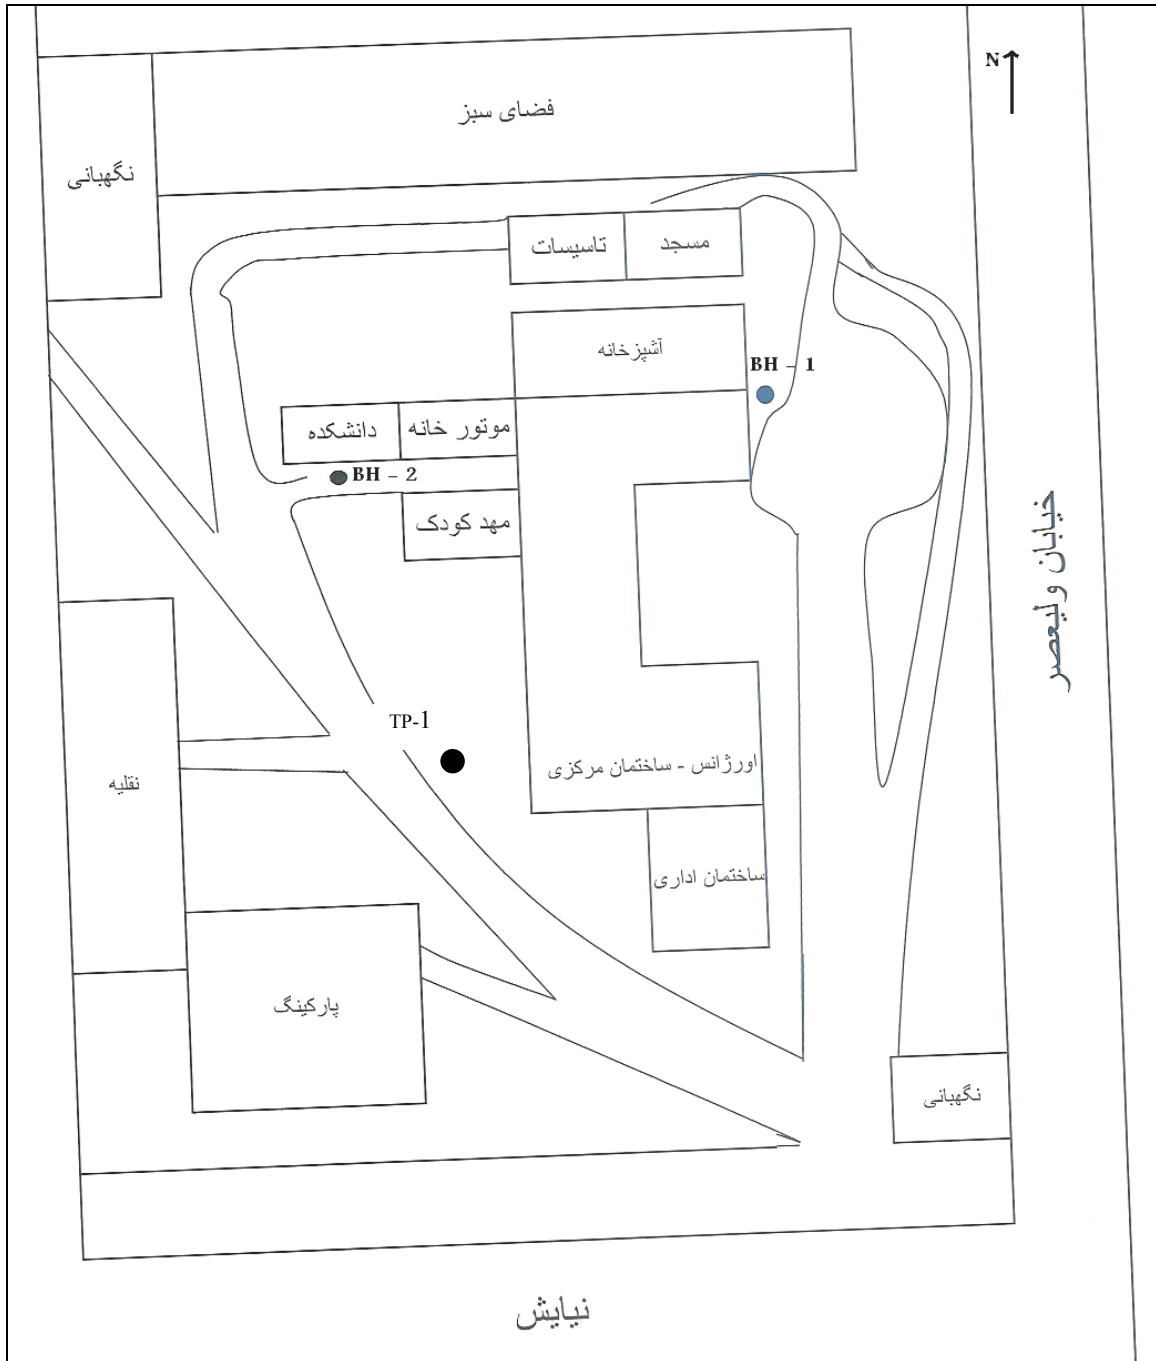 N
فضای سبز
نگهبانی
مسجد
تاسیسات
آشپزخانه
BH - 1
موتور خانه
دانشکده
BH - 2
مهد کودک
خیابان ولیعصر
TP-1
اورژانس - ساختمان مرکزی
نقلیه
ساختمان اداری
پارکینگ
نگهبانی
نیایش